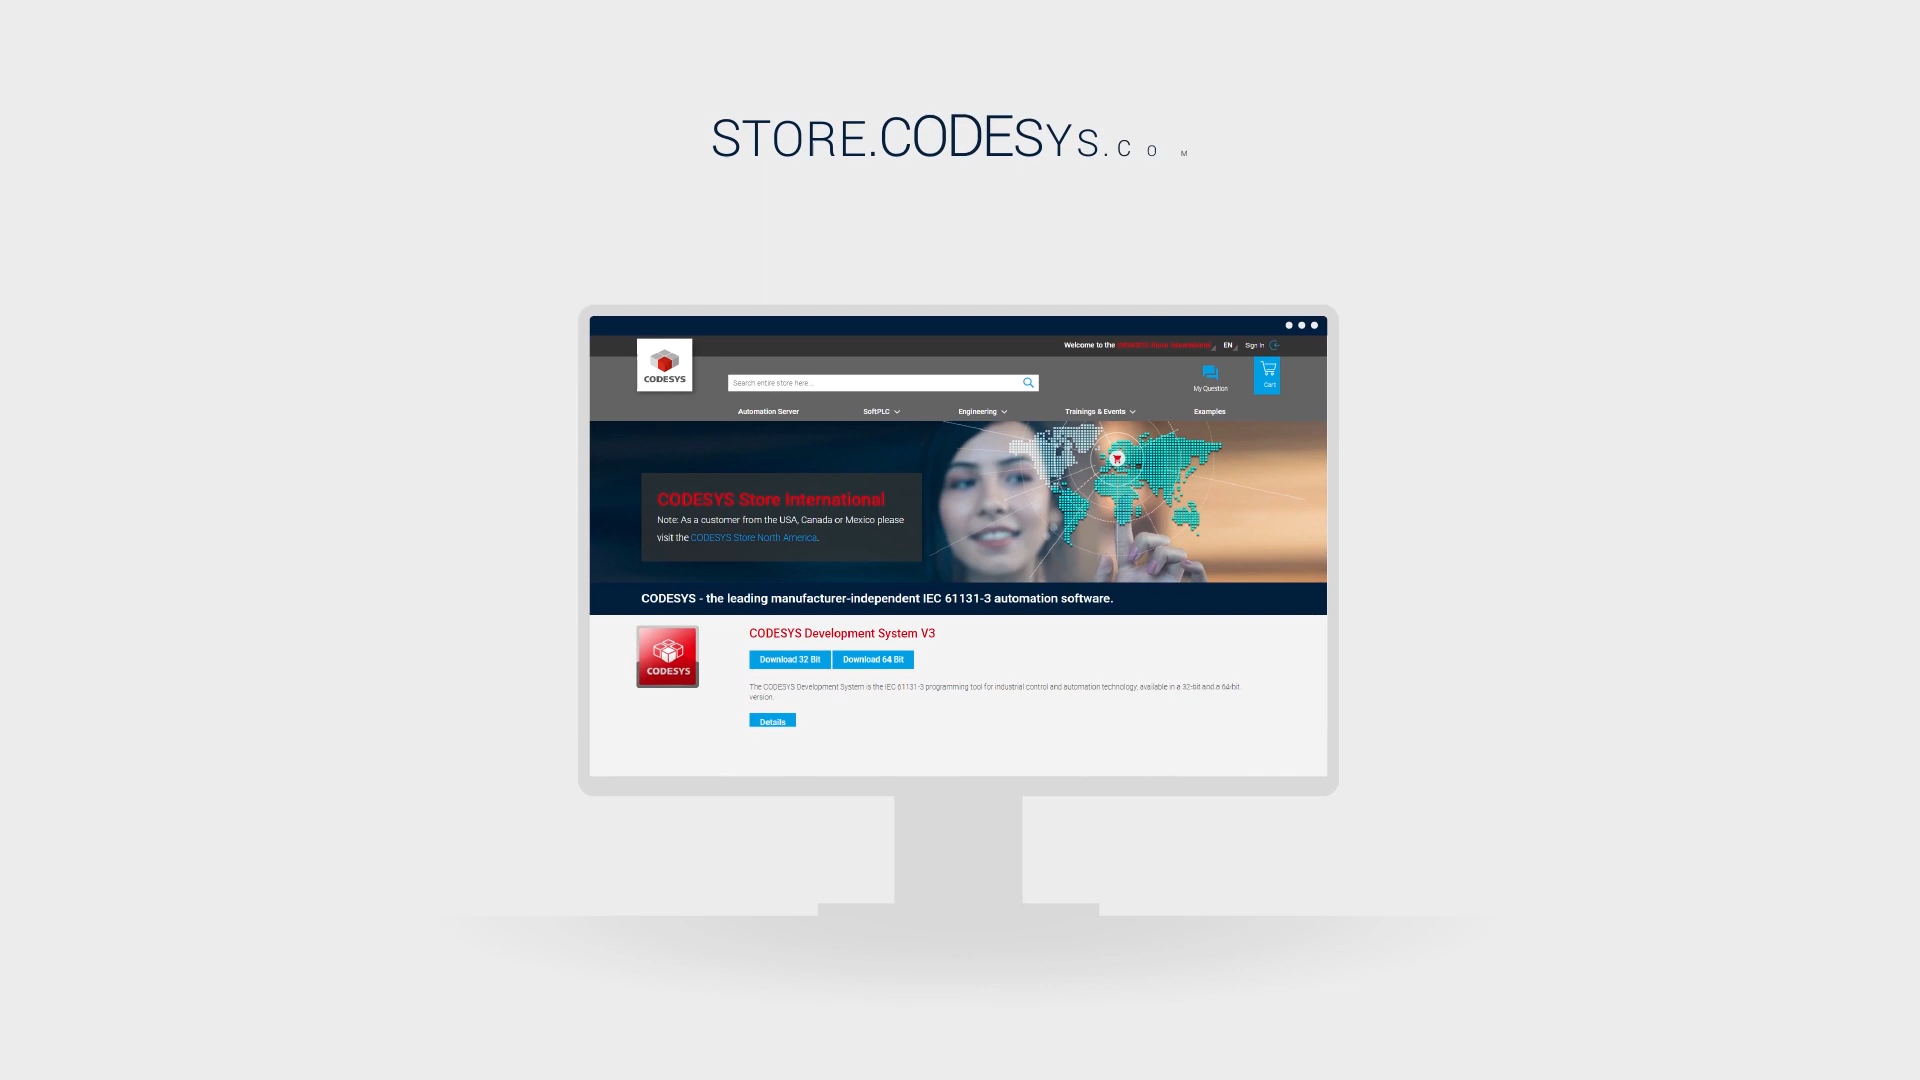 STORE.CODESYS.COM
Welcome to the CODESYS Store International EN Sign In
CODESYS
Search entire store here...
My Question
Cart
Automation Server SoftPLC Engineering Trainings & Events Examples
CODESYS Store International
Note: As a customer from the USA, Canada or Mexico please
visit the CODESYS Store North America.
CODESYS - the leading manufacturer-independent IEC 61131-3 automation software.
CODESYS
CODESYS Development System V3
Download 32 Bit Download 64 Bit
The CODESYS Development System is the IEC 61131-3 programming tool for industrial control and automation technology, available in a 32-bit and a 64-bit
version.
Details